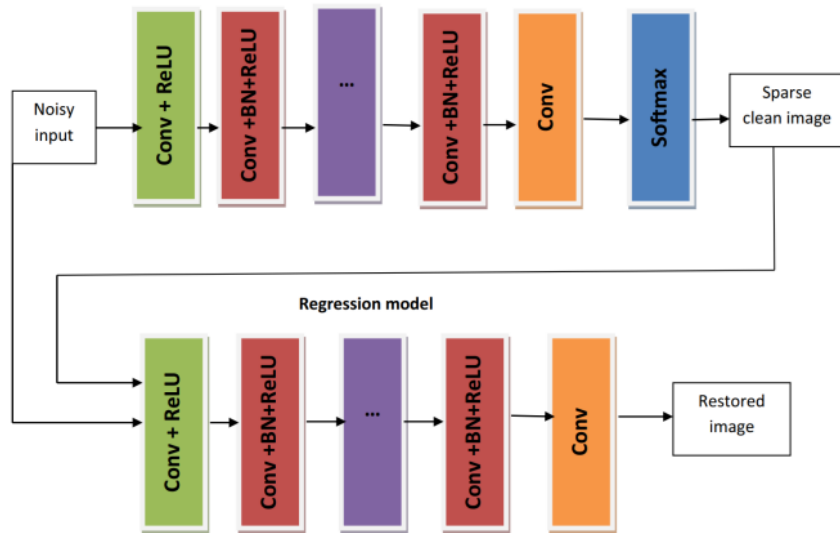 Noisy
input
Conv + ReLU
Conv +BN+ReLU
...
Conv +BN+ReLU
Conv
Softmax
Sparse
clean image
Regression model
Conv + ReLU
Conv +BN+ReLU
...
Conv +BN+ReLU
Conv
Restored
image